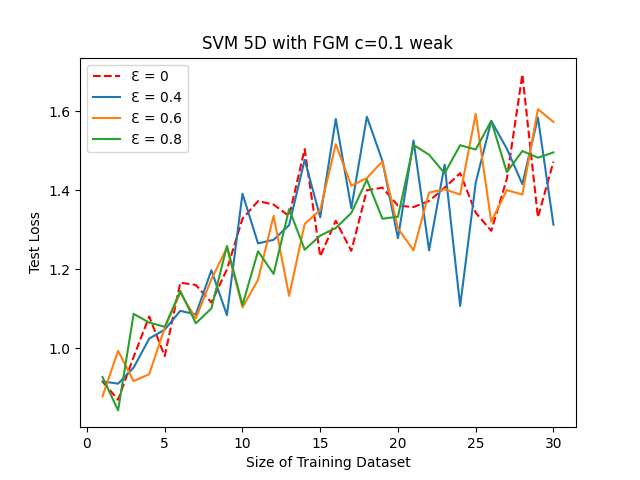 SVM 5D with FGM c=0.1 weak
Ɛ = 0
Ɛ = 0.4
Ɛ = 0.6
Ɛ = 0.8
Test Loss
1.6
1.4
1.2
1.0
0 5 10 15 20 25 30
Size of Training Dataset